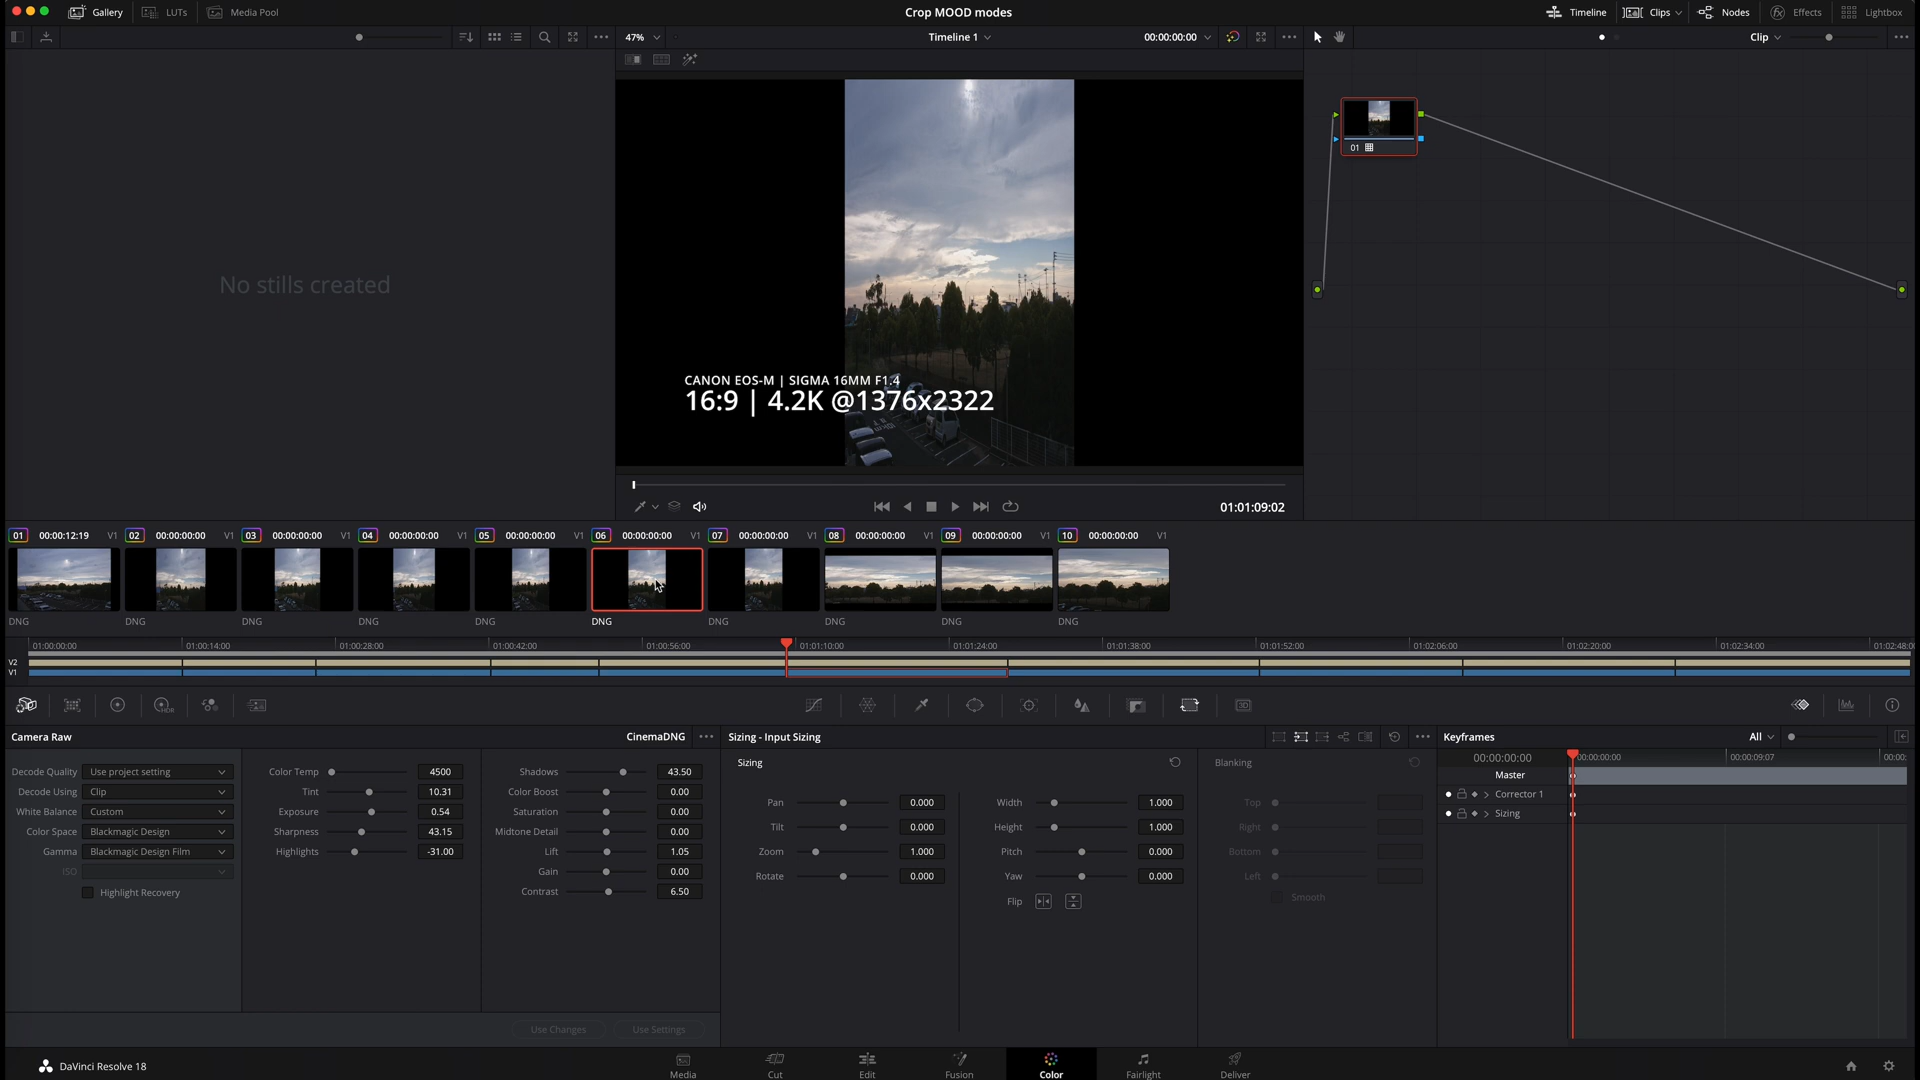 Gallery LUTs Media Pool Crop MOOD modes Timeline Clips Nodes Effects Lightbox
47% Timeline 1 00:00:00:00 Clip
No stills created
CANON EOS-M | SIGMA 16MM F1.4
16:9 | 4.2K @1376x2322
01
01:01:09:02
01 00:00:12:19 V1 02 00:00:00:00 V1 03 00:00:00:00 V1 04 00:00:00:00 V1 05 00:00:00:00 V1 06 00:00:00:00 V1 07 00:00:00:00 V1 08 00:00:00:00 V1 09 00:00:00:00 V1 10 00:00:00:00 V1
DNG DNG DNG DNG DNG DNG DNG DNG DNG DNG
01:00:00:00 01:00:14:00 01:00:28:00 01:00:42:00 01:00:56:00 01:01:10:00 01:01:24:00 01:01:38:00 01:01:52:00 01:02:06:00 01:02:20:00 01:02:34:00 01:02:48:0
V2
V1
HDR 3D
Camera Raw CinemaDNG Sizing - Input Sizing Keyframes All
Decode Quality Use project setting
Decode Using Clip
White Balance Custom
Color Space Blackmagic Design
Gamma Blackmagic Design Film
ISO
Highlight Recovery
Color Temp 4500
Tint 10.31
Exposure 0.54
Sharpness 43.15
Highlights -31.00
Shadows 43.50
Color Boost 0.00
Saturation 0.00
Midtone Detail 0.00
Lift 1.05
Gain 0.00
Contrast 6.50
Use Changes Use Settings
Sizing
Pan 0.000
Tilt 0.000
Zoom 1.000
Rotate 0.000
Width 1.000
Height 1.000
Pitch 0.000
Yaw 0.000
Flip
Blanking
Top
Right
Bottom
Left
Smooth
00:00:00:00 00:00:00:00 00:00:09:07 00:00:
Master
Corrector 1
Sizing
DaVinci Resolve 18 Media Cut Edit Fusion Color Fairlight Deliver